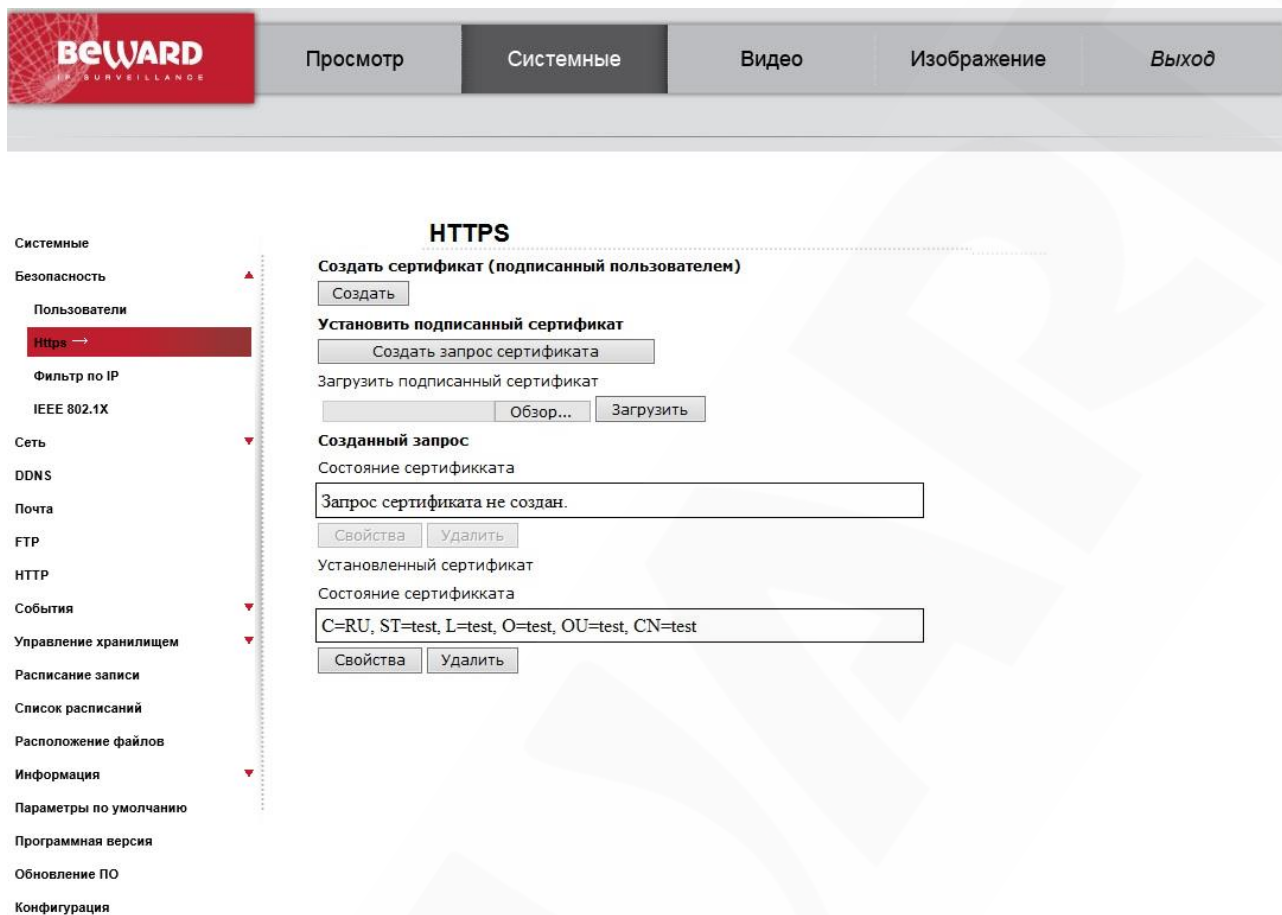 BEWARD
IP SURVEILLANCE
Просмотр
Системные
Видео
Изображение
Выход
Системные
Безопасность
Пользователи
Https →
Фильтр по IP
IEEE 802.1X
Сеть
DDNS
Почта
FTP
HTTP
События
Управление хранилищем
Расписание записи
Список расписаний
Расположение файлов
Информация
Параметры по умолчанию
Программная версия
Обновление ПО
Конфигурация
HTTPS
Создать сертификат (подписанный пользователем)
Создать
Установить подписанный сертификат
Создать запрос сертификата
Загрузить подписанный сертификат
Обзор... Загрузить
Созданный запрос
Состояние сертификката
Запрос сертификата не создан.
Свойства Удалить
Установленный сертификат
Состояние сертификката
C=RU, ST=test, L=test, O=test, OU=test, CN=test
Свойства Удалить